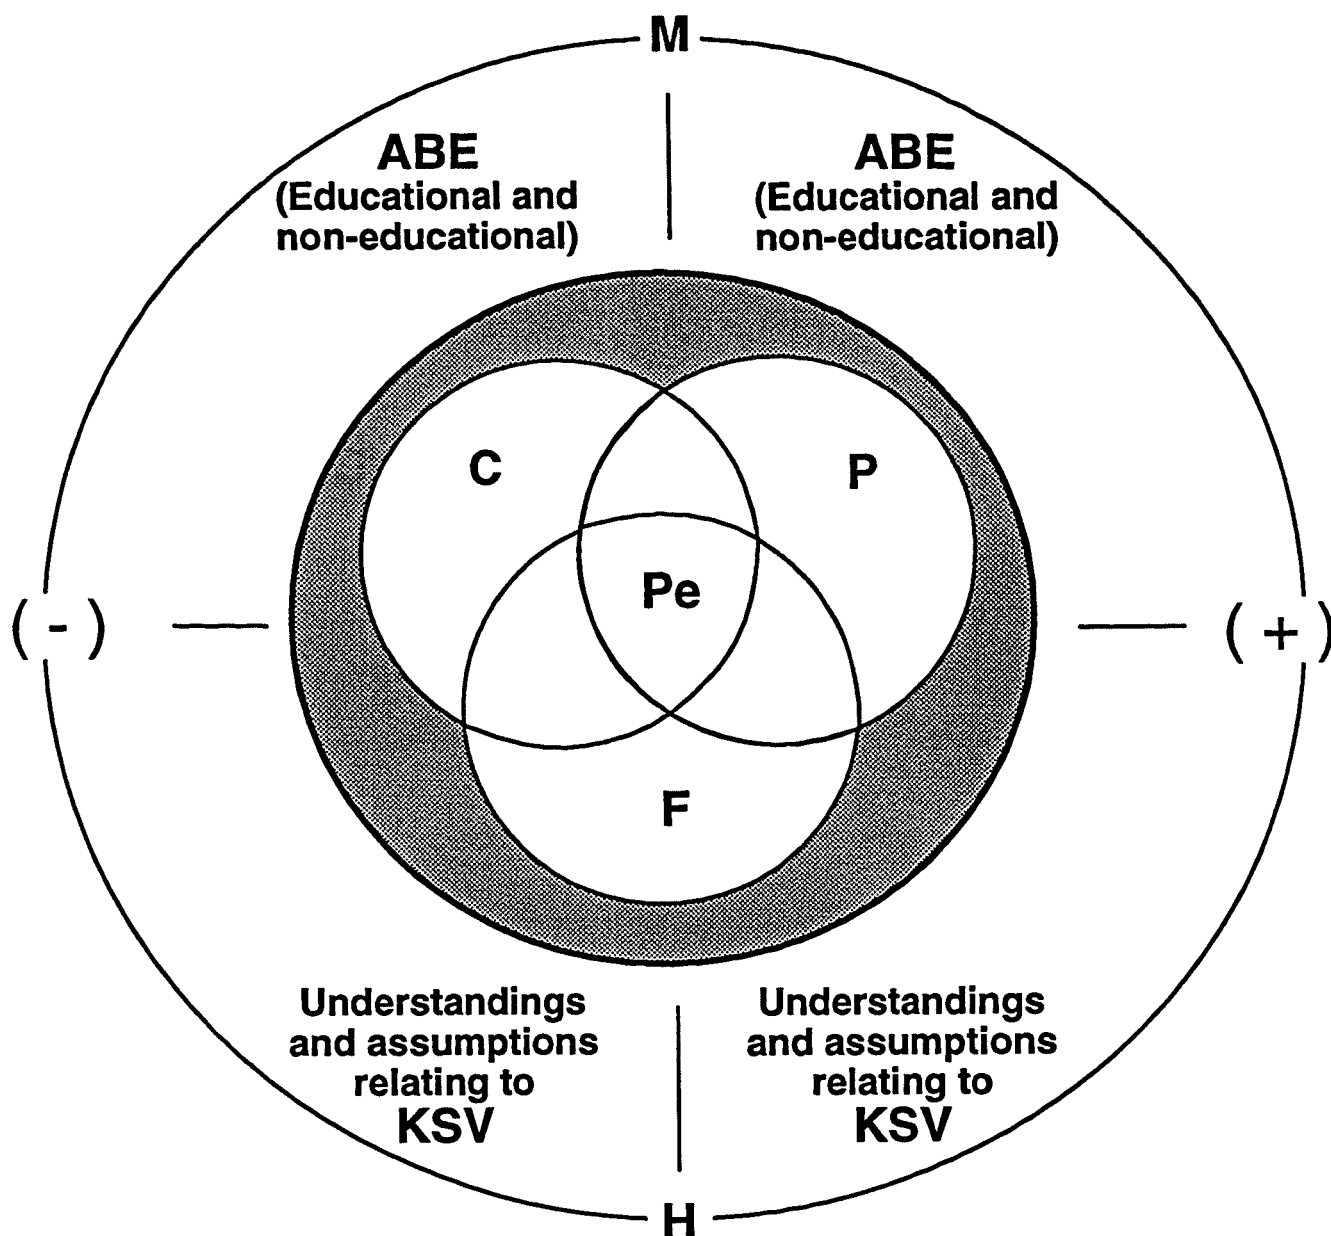 M
ABE
(Educational and
non-educational)
ABE
(Educational and
non-educational)
C
P
Pe
( - )
( + )
F
Understandings
and assumptions
relating to
KSV
Understandings
and assumptions
relating to
KSV
H